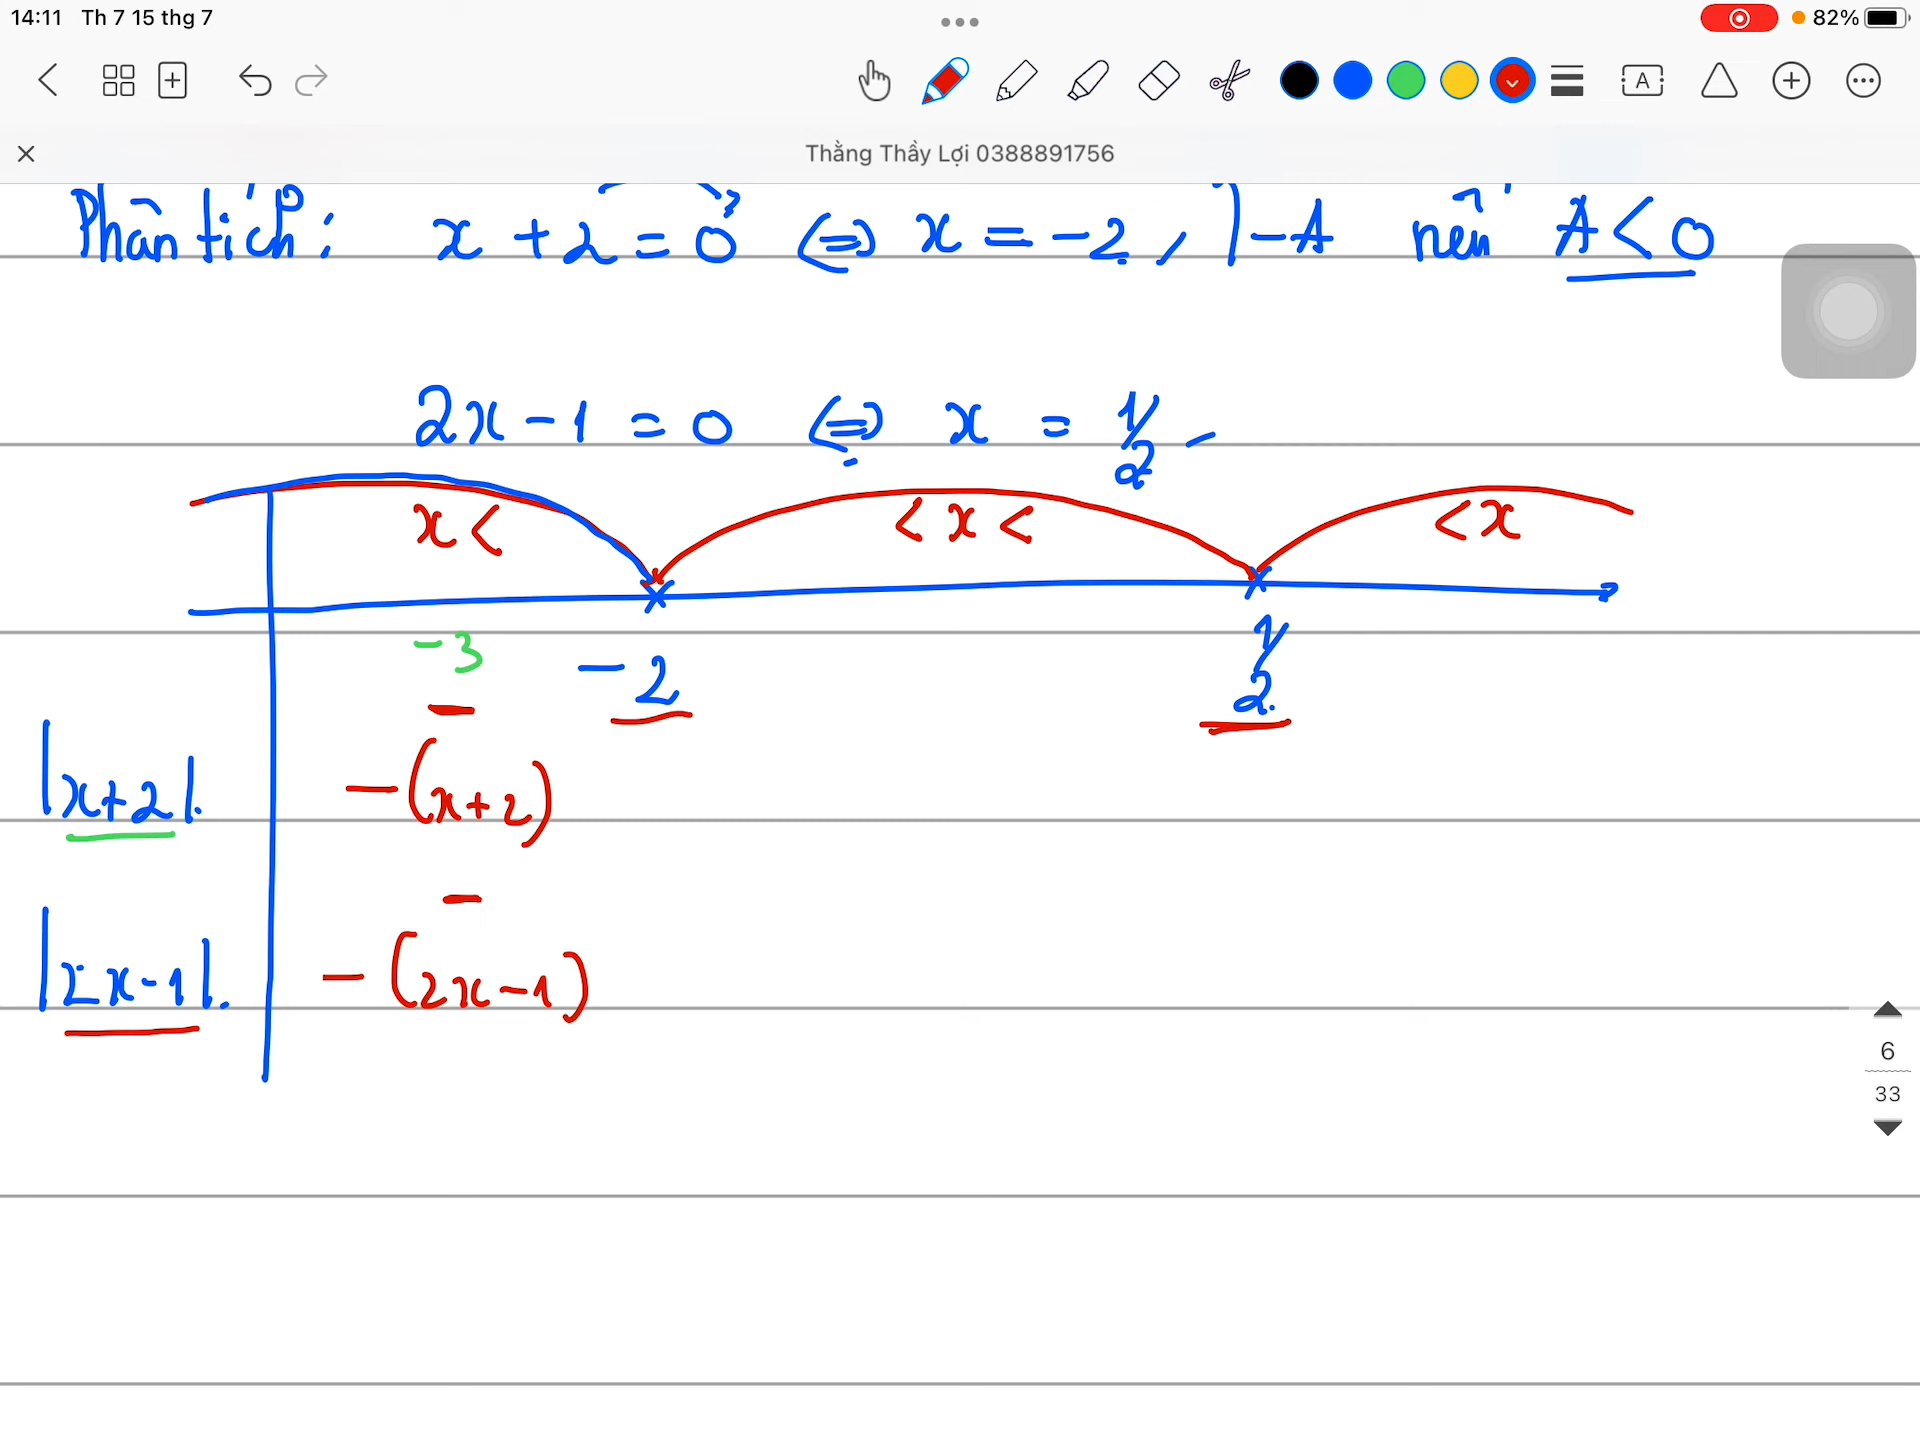 14:11 Th 7 15 thg 7
82%
A
Thằng Thầy Lợi 0388891756
Phân tích: x + 2 = 0 ⇔ x = -2, |-A nếu A < 0
2x - 1 = 0 ⇔ x = 1/2
x < < x < < x
-3 -2 1/2
-
|x+2| -(x+2)
-
|2x-1|. -(2x-1)
6
33